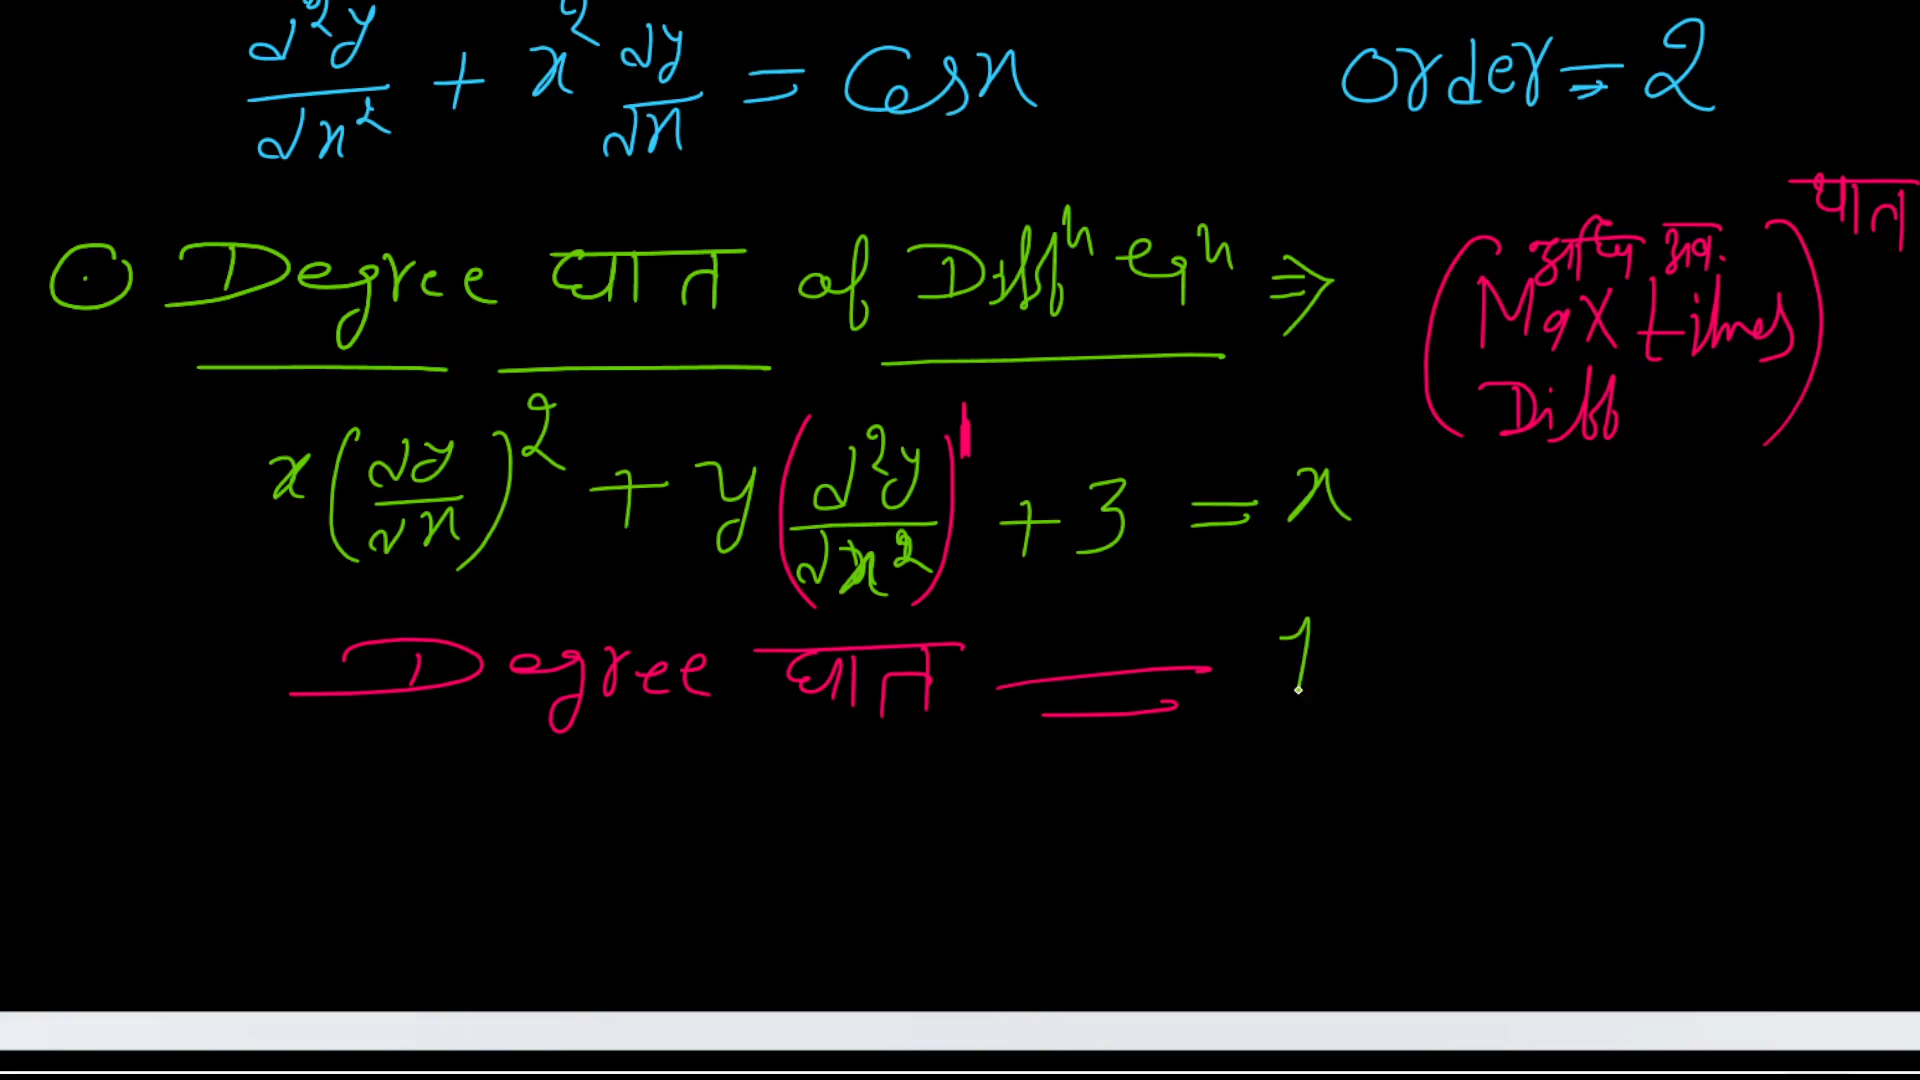 d²y/dx² + x² dy/dx = Cosx Order = 2
⊙ Degree घात of Diffⁿ eqⁿ ⇒ (Max times Diff)^घात
x(dy/dx)² + y(d²y/dx²)¹ + 3 = x
Degree घात = 1